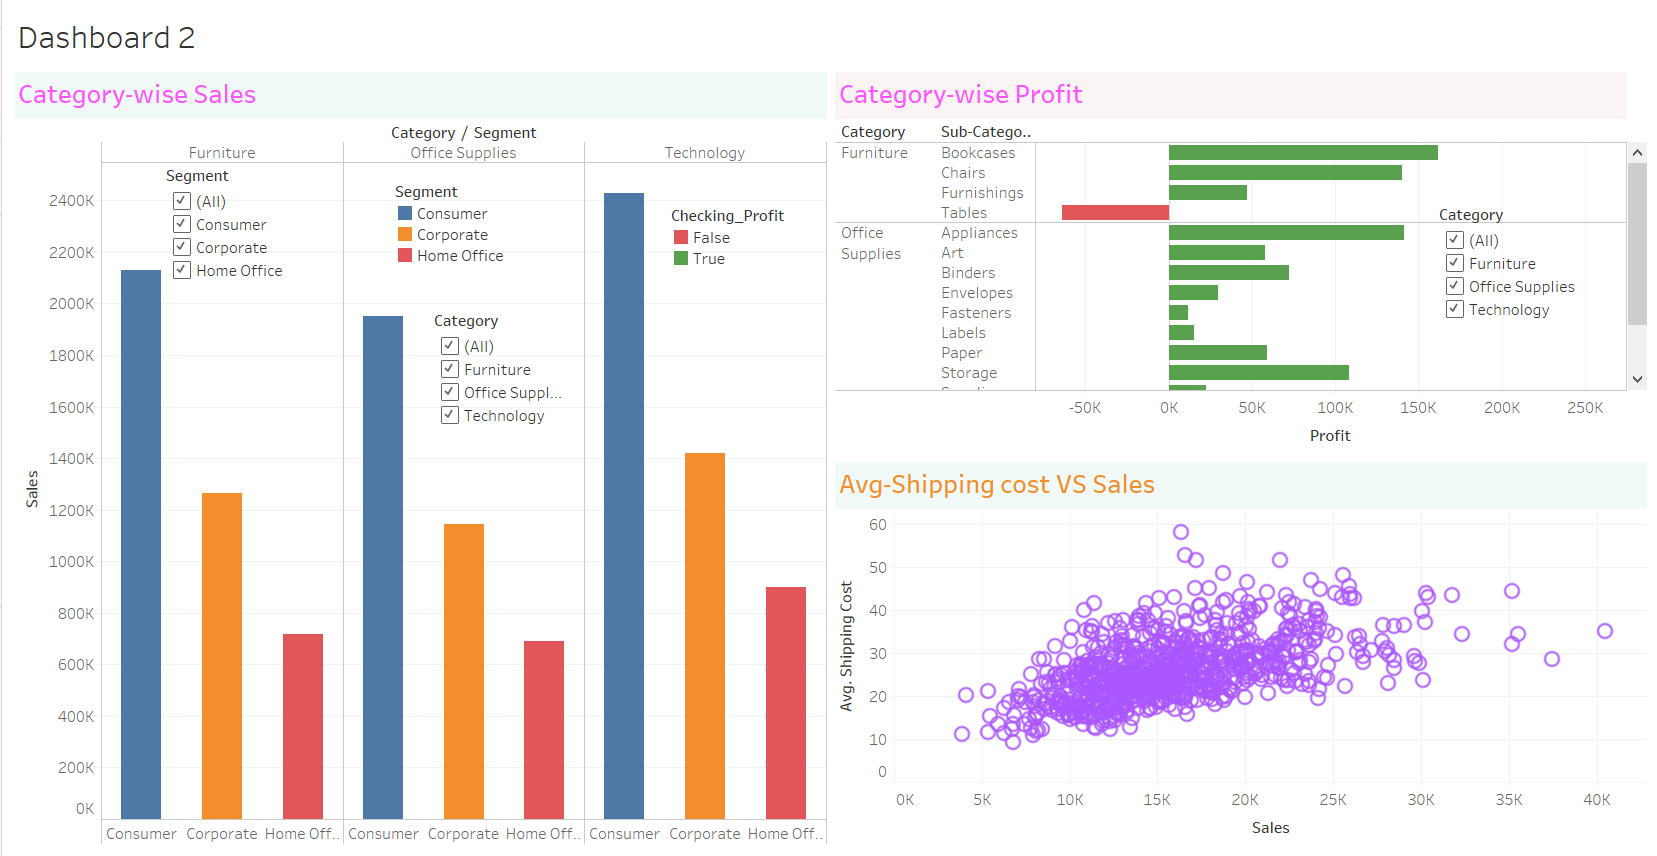 Dashboard 2
Category-wise Sales
Category / Segment
Furniture Office Supplies Technology
Segment
(All)
Consumer
Corporate
Home Office
Segment
Consumer
Corporate
Home Office
Checking_Profit
False
True
Category
(All)
Furniture
Office Suppl...
Technology
Sales
2400K
2200K
2000K
1800K
1600K
1400K
1200K
1000K
800K
600K
400K
200K
0K
Consumer Corporate Home Off.. Consumer Corporate Home Off.. Consumer Corporate Home Off..
Category-wise Profit
Category Sub-Catego..
Furniture Bookcases
Chairs
Furnishings
Tables
Office Appliances
Supplies Art
Binders
Envelopes
Fasteners
Labels
Paper
Storage
Category
(All)
Furniture
Office Supplies
Technology
-50K 0K 50K 100K 150K 200K 250K
Profit
Avg-Shipping cost VS Sales
Avg. Shipping Cost
60
50
40
30
20
10
0
0K 5K 10K 15K 20K 25K 30K 35K 40K
Sales